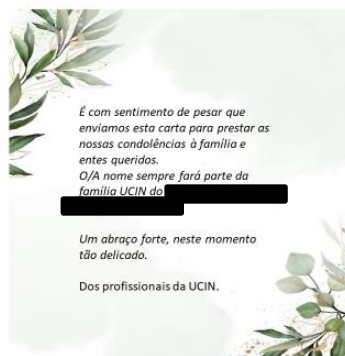 É com sentimento de pesar que
enviamos esta carta para prestar as
nossas condolências à família e
entes queridos.
O/A nome sempre fará parte da
família UCIN do
Um abraço forte, neste momento
tão delicado.
Dos profissionais da UCIN.